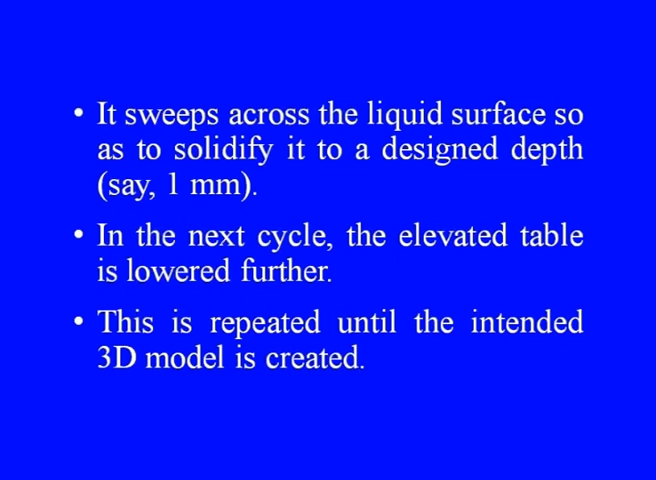 • It sweeps across the liquid surface so
as to solidify it to a designed depth
(say, 1 mm).
• In the next cycle, the elevated table
is lowered further.
• This is repeated until the intended
3D model is created.